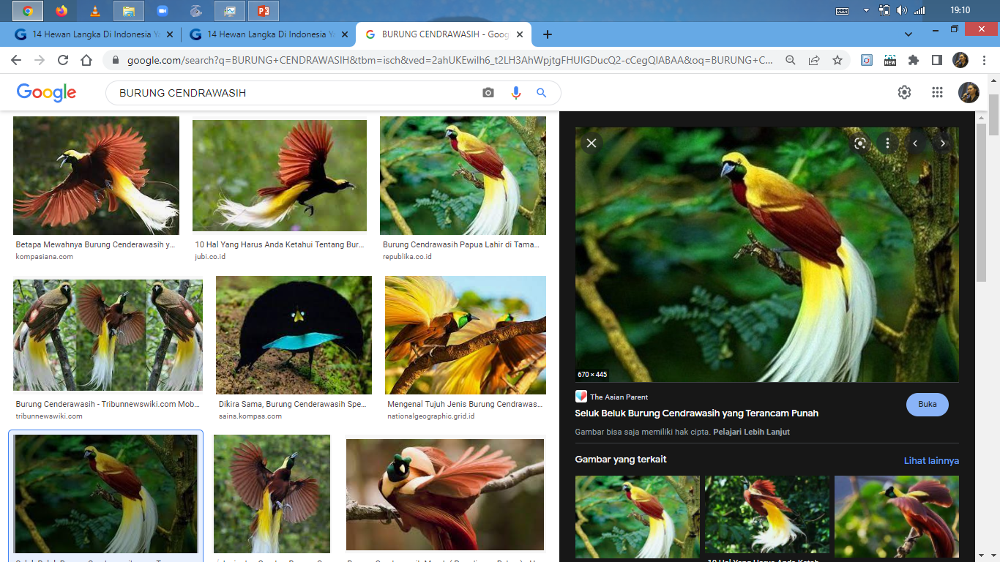 19:10
14 Hewan Langka Di Indonesia Ya
14 Hewan Langka Di Indonesia Ya
BURUNG CENDRAWASIH - Goog
google.com/search?q=BURUNG+CENDRAWASIH&tbm=isch&ved=2ahUKEwilh6_t2LH3AhWpjtgFHUIGDucQ2-cCegQIABAA&oq=BURUNG+C...
NEW
Google
BURUNG CENDRAWASIH
Betapa Mewahnya Burung Cenderawasih y...
kompasiana.com
10 Hal Yang Harus Anda Ketahui Tentang Bur...
jubi.co.id
Burung Cendrawasih Papua Lahir di Tama...
republika.co.id
Burung Cenderawasih - Tribunnewswiki.com Mob...
tribunnewswiki.com
Dikira Sama, Burung Cenderawasih Spe...
sains.kompas.com
Mengenal Tujuh Jenis Burung Cendrawas...
nationalgeographic.grid.id
670 × 445
The Asian Parent
Buka
Seluk Beluk Burung Cendrawasih yang Terancam Punah
Gambar bisa saja memiliki hak cipta. Pelajari Lebih Lanjut
Gambar yang terkait
Lihat lainnya